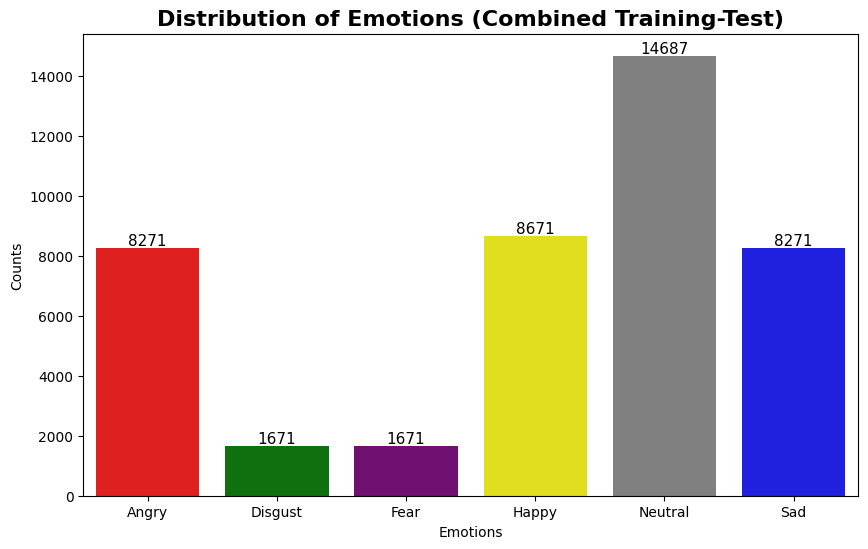 Distribution of Emotions (Combined Training-Test)
14687
14000
12000
10000
8671
8271
8271
8000
6000
4000
1671
1671
2000
0
Counts
Angry
Disgust
Fear
Happy
Neutral
Sad
Emotions